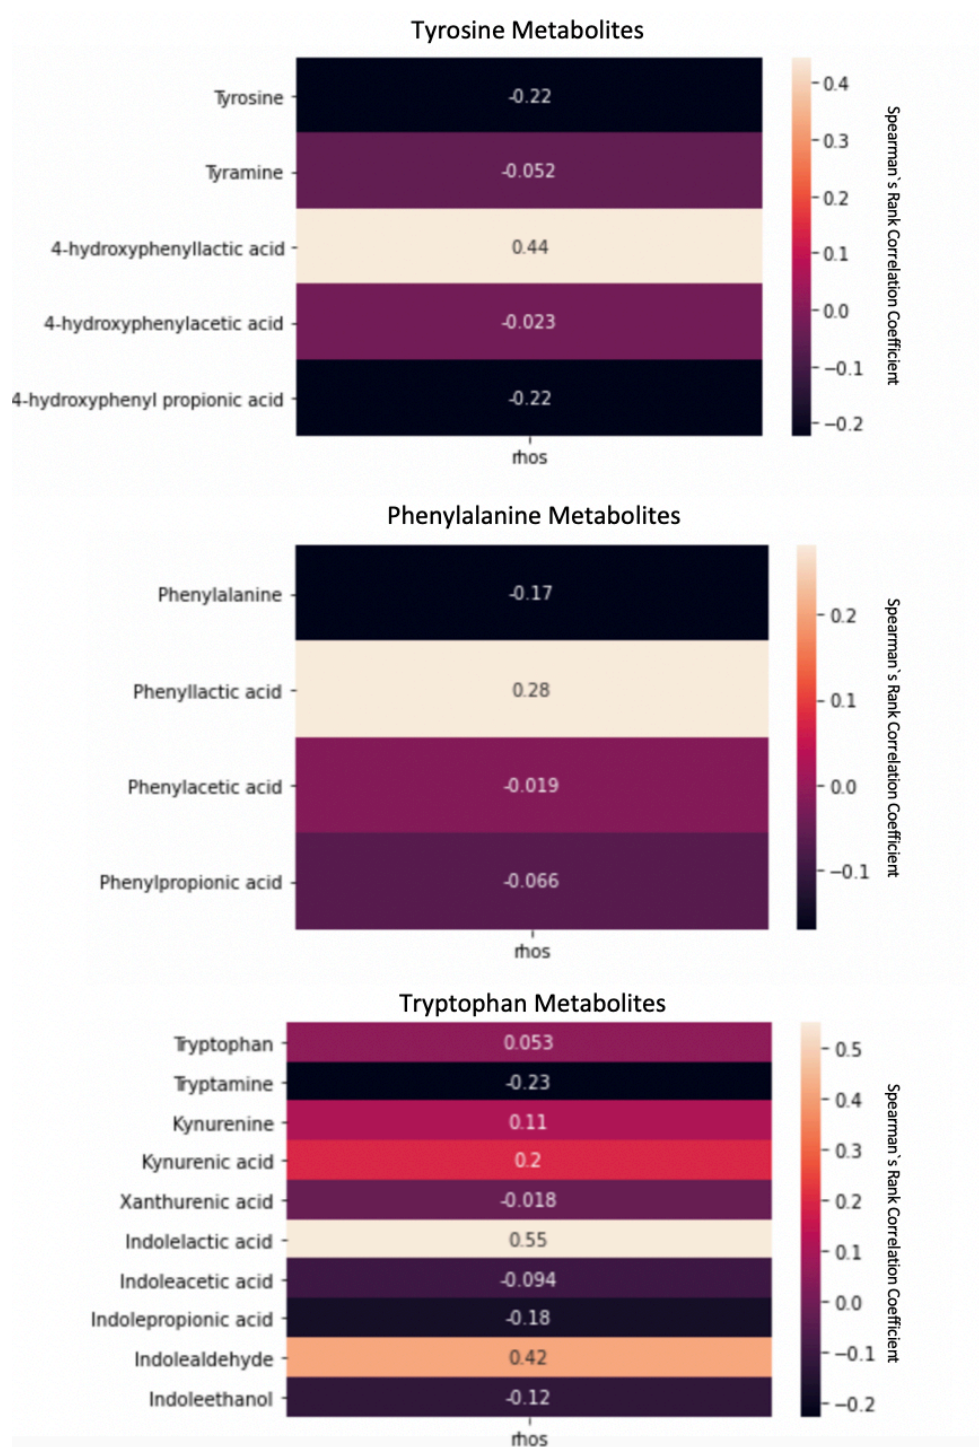 Tyrosine Metabolites
Tyrosine
-0.22
Tyramine
-0.052
4-hydroxyphenyllactic acid
0.44
4-hydroxyphenylacetic acid
-0.023
4-hydroxyphenyl propionic acid
-0.22
rhos
0.4
0.3
0.2
0.1
0.0
−0.1
−0.2
Spearman`s Rank Correlation Coefficient
Phenylalanine Metabolites
Phenylalanine
-0.17
Phenyllactic acid
0.28
Phenylacetic acid
-0.019
Phenylpropionic acid
-0.066
rhos
0.2
0.1
0.0
−0.1
Spearman`s Rank Correlation Coefficient
Tryptophan Metabolites
Tryptophan
0.053
Tryptamine
-0.23
Kynurenine
0.11
Kynurenic acid
0.2
Xanthurenic acid
-0.018
Indolelactic acid
0.55
Indoleacetic acid
-0.094
Indolepropionic acid
-0.18
Indolealdehyde
0.42
Indoleethanol
-0.12
rhos
0.5
0.4
0.3
0.2
0.1
0.0
−0.1
−0.2
Spearman`s Rank Correlation Coefficient